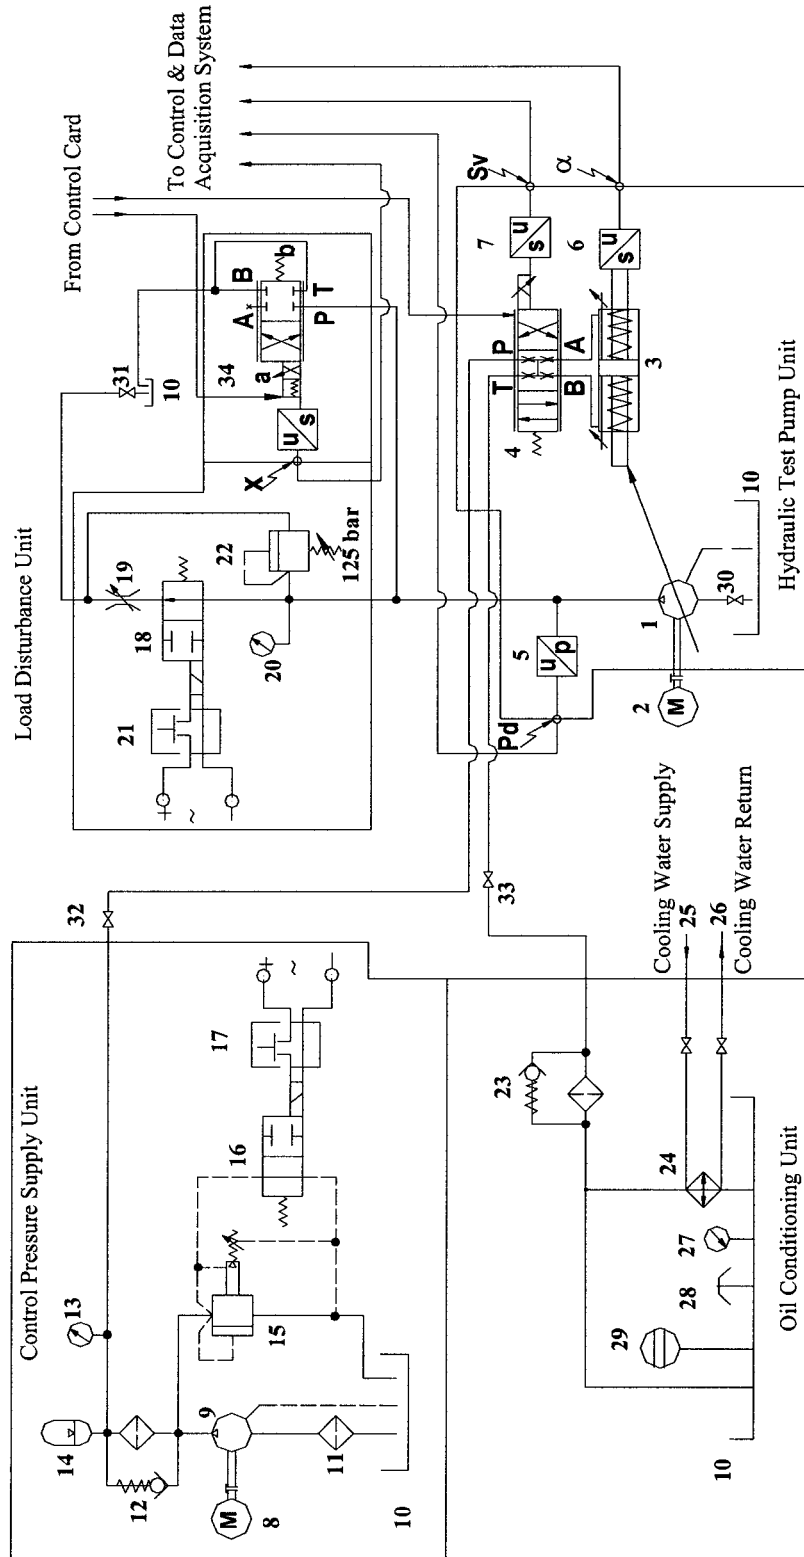 Control Pressure Supply Unit
14
13
12
M
8
9
11
10
15
16
17
32
Load Disturbance Unit
21
18
19
20
22
125 bar
31
10
From Control Card
To Control & Data
Acquisition System
34
A
B
a
b
P
T
u
s
X
33
Pd
5
u
p
M
2
1
30
10
Hydraulic Test Pump Unit
4
T
P
B
A
3
7
u
s
Sv
6
u
s
α
23
24
25
26
Cooling Water Supply
Cooling Water Return
27
28
29
10
Oil Conditioning Unit
~
~
+
−
+
−